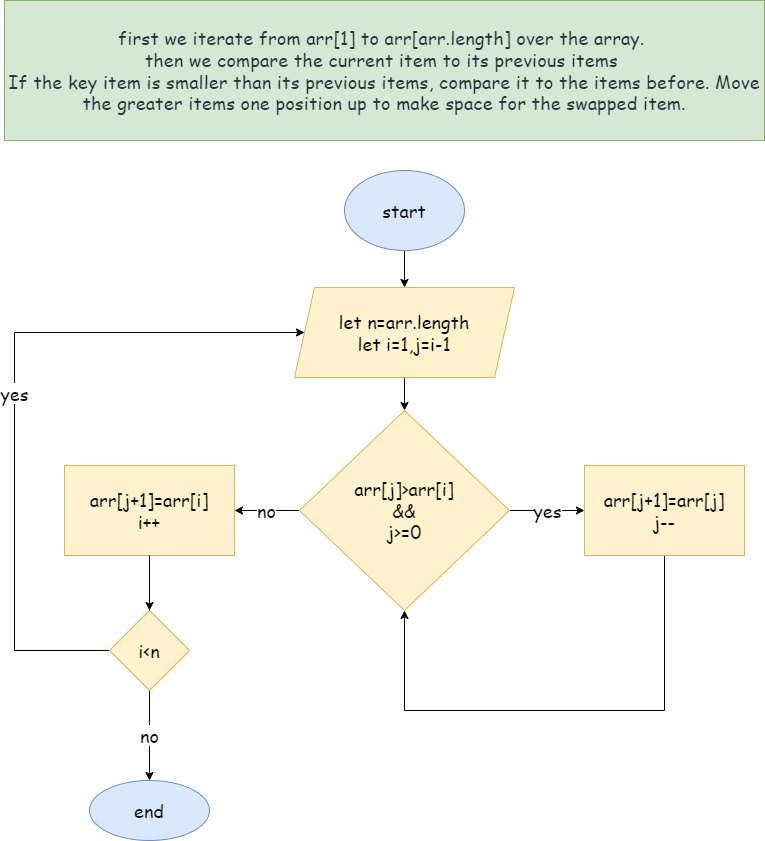 first we iterate from arr[1] to arr[arr.length] over the array.
then we compare the current item to its previous items
If the key item is smaller than its previous items, compare it to the items before. Move
the greater items one position up to make space for the swapped item.
start
let n=arr.length
let i=1,j=i-1
yes
arr[j]>arr[i]
&&
j>=0
arr[j+1]=arr[i]
i++
no
yes
arr[j+1]=arr[j]
j--
i<n
no
end